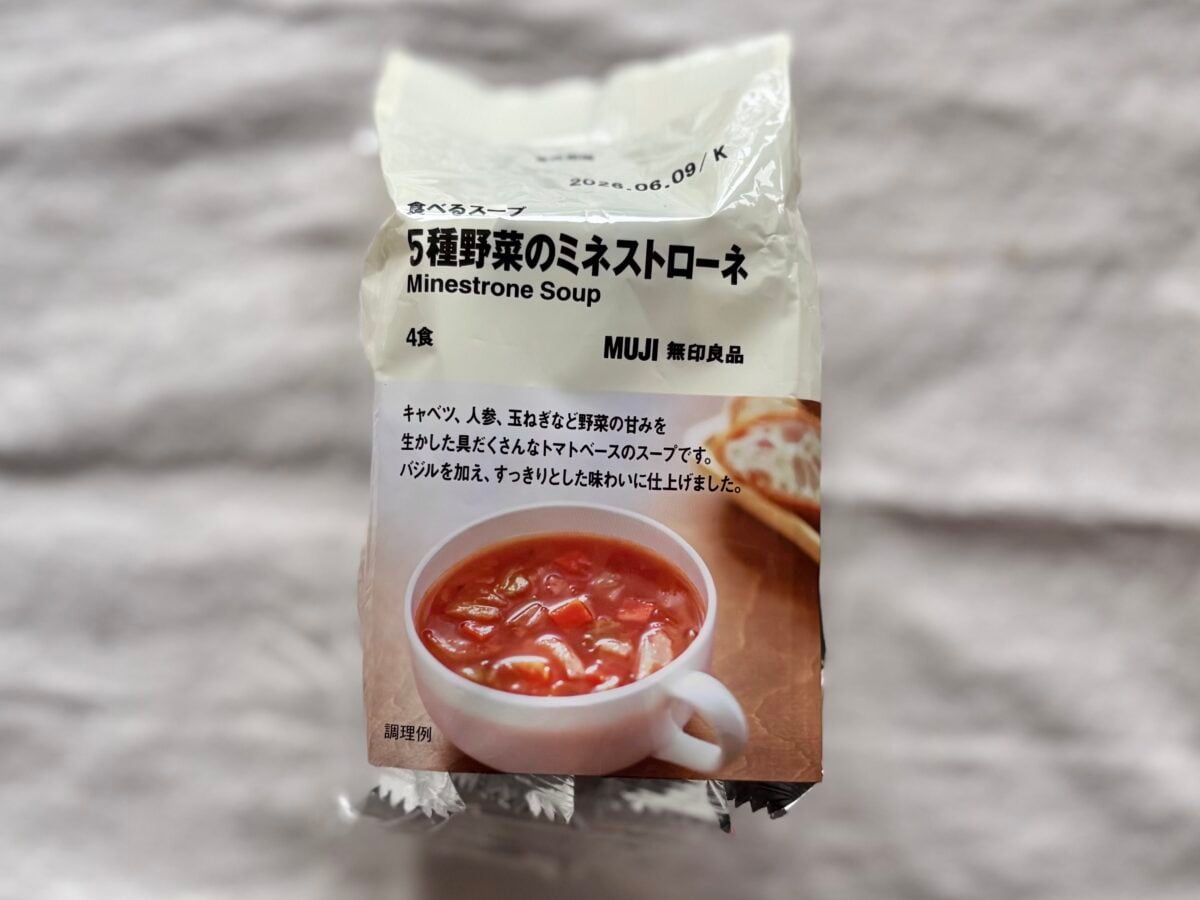 2026.06.09/K
食べるスープ
5種野菜のミネストローネ
Minestrone Soup
4食
MUJI 無印良品
キャベツ、人参、玉ねぎなど野菜の甘みを
生かした具だくさんなトマトベースのスープです。
バジルを加え、すっきりとした味わいに仕上げました。
調理例